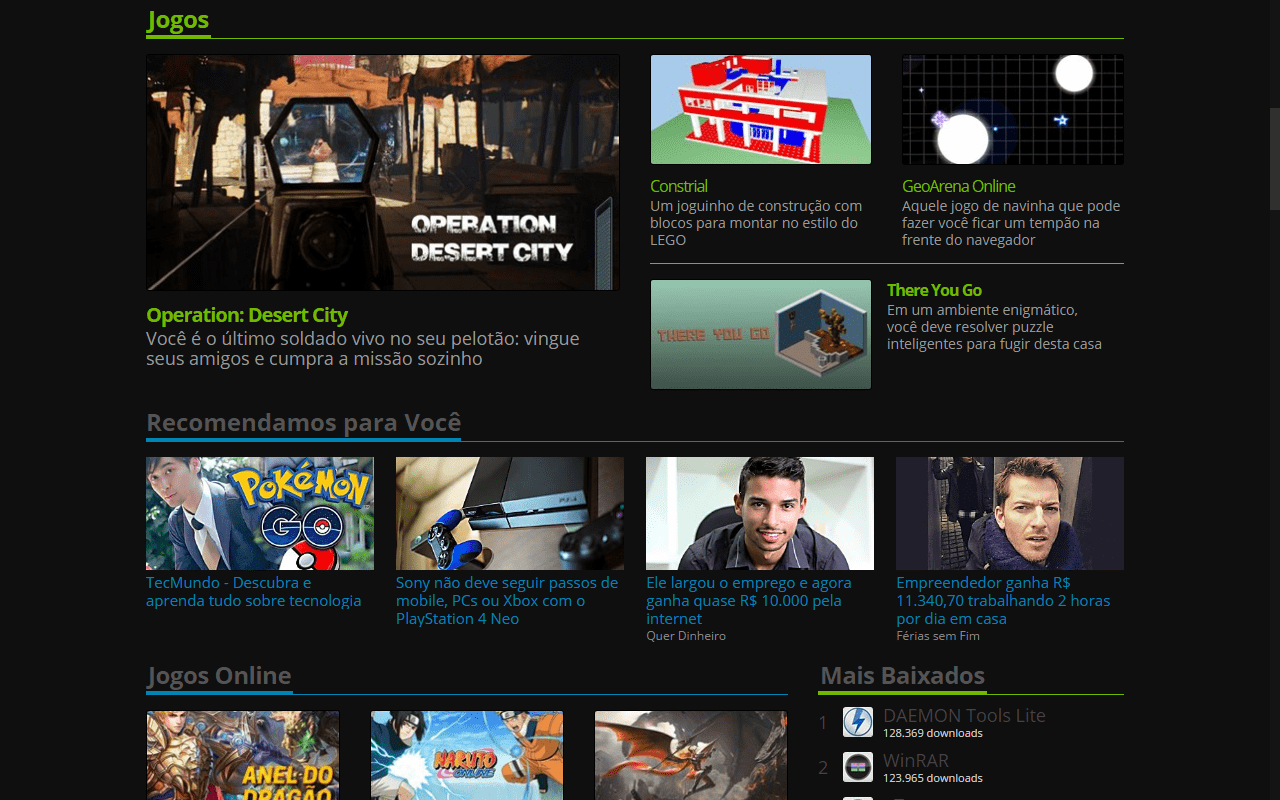 Jogos
OPERATION
DESERT CITY
Operation: Desert City
Você é o último soldado vivo no seu pelotão: vingue
seus amigos e cumpra a missão sozinho
Constrial
Um joguinho de construção com
blocos para montar no estilo do
LEGO
GeoArena Online
Aquele jogo de navinha que pode
fazer você ficar um tempão na
frente do navegador
THERE YOU GO
There You Go
Em um ambiente enigmático,
você deve resolver puzzle
inteligentes para fugir desta casa
Recomendamos para Você
POKÉMON
GO
TecMundo - Descubra e
aprenda tudo sobre tecnologia
Sony não deve seguir passos de
mobile, PCs ou Xbox com o
PlayStation 4 Neo
Ele largou o emprego e agora
ganha quase R$ 10.000 pela
internet
Quer Dinheiro
Empreendedor ganha R$
11.340,70 trabalhando 2 horas
por dia em casa
Férias sem Fim
Jogos Online
ANEL DO
DRAGÃO
NARUTO
ONLINE
Mais Baixados
1
DAEMON Tools Lite
128.369 downloads
2
WinRAR
123.965 downloads